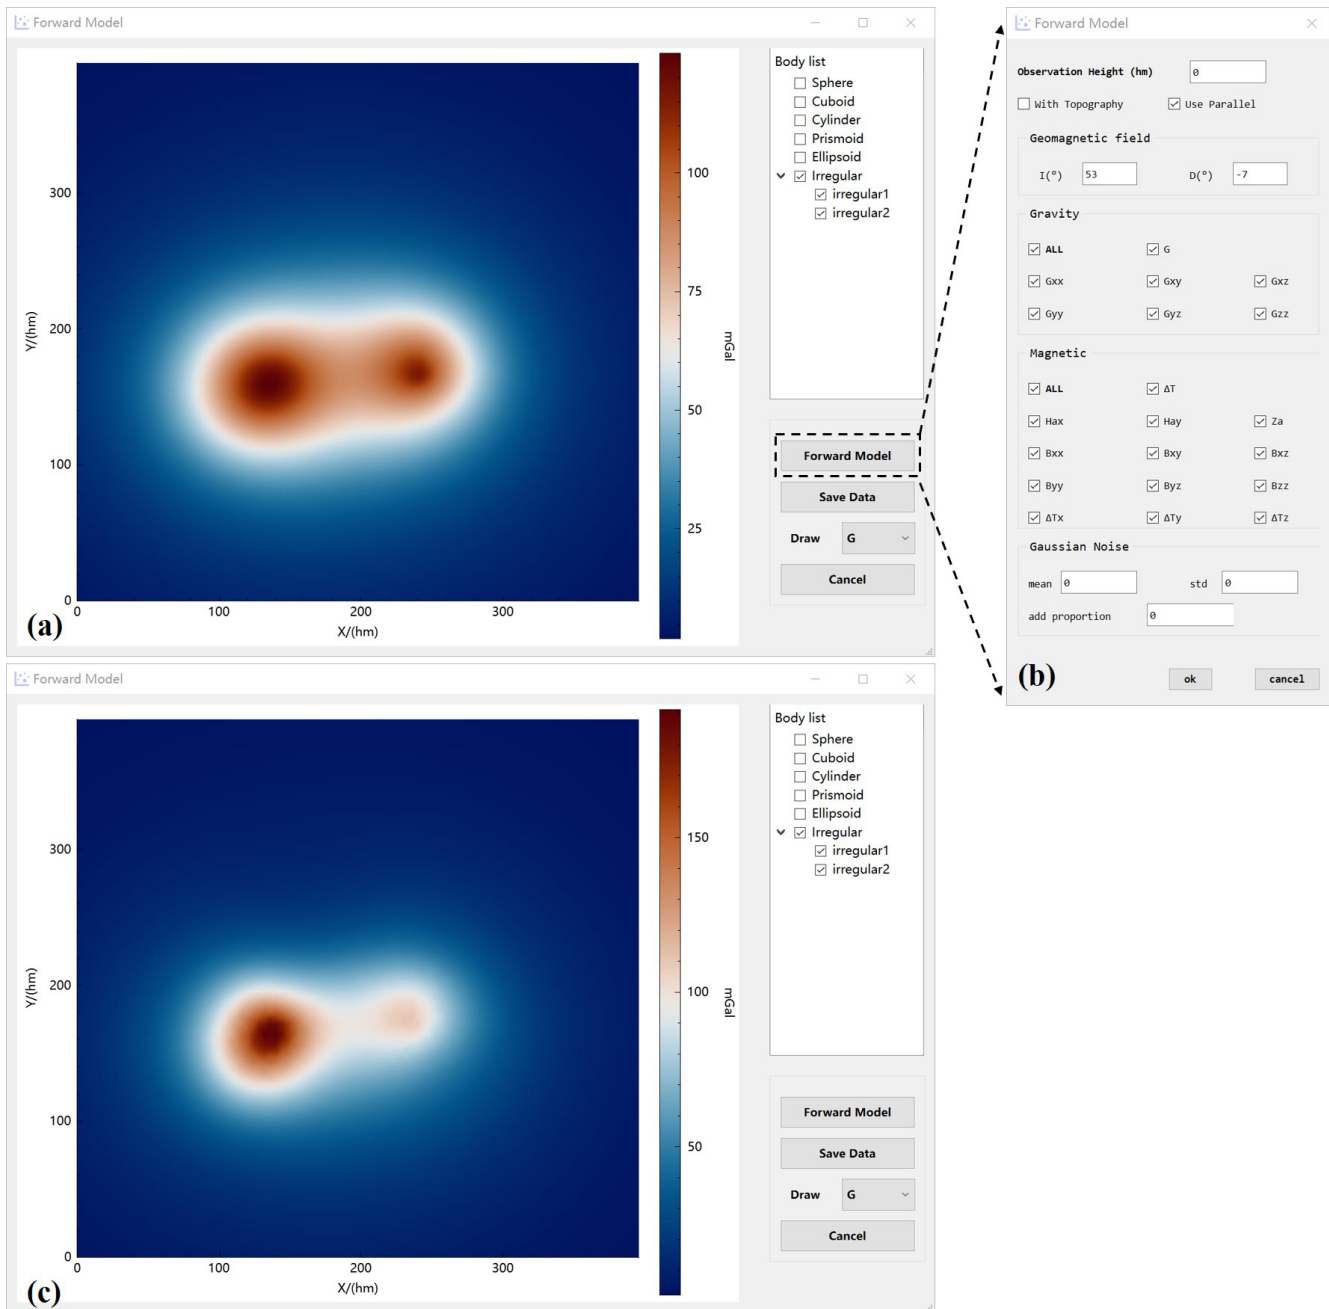 Forward Model
Body list
Sphere
Cuboid
Cylinder
Prismoid
Ellipsoid
Irregular
irregular1
irregular2
300
200
100
0
Y/(hm)
0 100 200 300
X/(hm)
100
75
50
25
mGal
Forward Model
Save Data
Draw G
Cancel
(a)
Forward Model
Observation Height (hm) 0
With Topography Use Parallel
Geomagnetic field
I(°) 53 D(°) -7
Gravity
ALL G
Gxx Gxy Gxz
Gyy Gyz Gzz
Magnetic
ALL ΔT
Hax Hay Za
Bxx Bxy Bxz
Byy Byz Bzz
ΔTx ΔTy ΔTz
Gaussian Noise
mean 0 std 0
add proportion 0
(b)
ok cancel
Forward Model
Body list
Sphere
Cuboid
Cylinder
Prismoid
Ellipsoid
Irregular
irregular1
irregular2
300
200
100
0
Y/(hm)
0 100 200 300
X/(hm)
150
100
50
mGal
Forward Model
Save Data
Draw G
Cancel
(c)